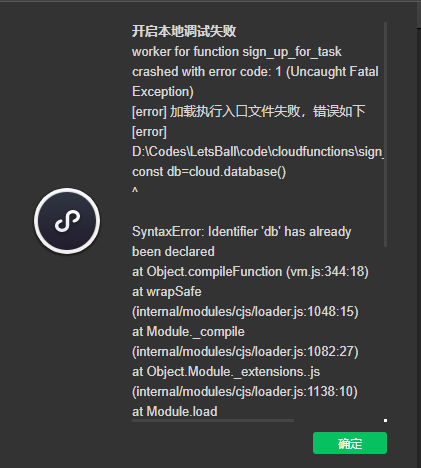 开启本地调试失败
worker for function sign_up_for_task
crashed with error code: 1 (Uncaught Fatal
Exception)
[error] 加载执行入口文件失败，错误如下
[error]
D:\Codes\LetsBall\code\cloudfunctions\sign_
const db=cloud.database()
^
SyntaxError: Identifier 'db' has already
been declared
at Object.compileFunction (vm.js:344:18)
at wrapSafe
(internal/modules/cjs/loader.js:1048:15)
at Module._compile
(internal/modules/cjs/loader.js:1082:27)
at Object.Module._extensions..js
(internal/modules/cjs/loader.js:1138:10)
at Module.load
确定